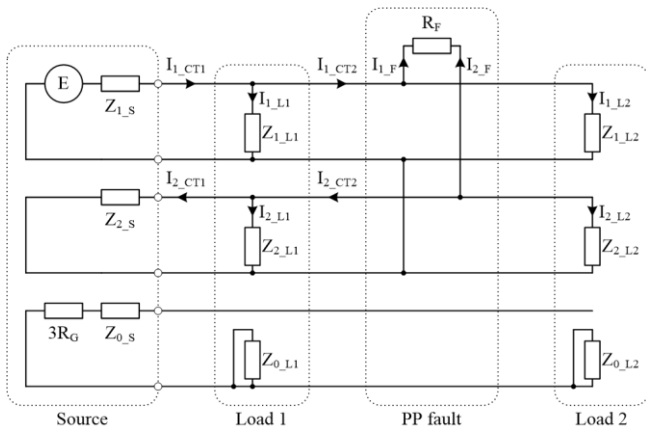 R_F
I_1_CT1
I_1_CT2
I_1_F
I_2_F
E
Z_1_S
I_1_L1
I_1_L2
Z_1_L1
Z_1_L2
I_2_CT1
I_2_CT2
Z_2_S
I_2_L1
I_2_L2
Z_2_L1
Z_2_L2
3R_G
Z_0_S
Z_0_L1
Z_0_L2
Source
Load 1
PP fault
Load 2